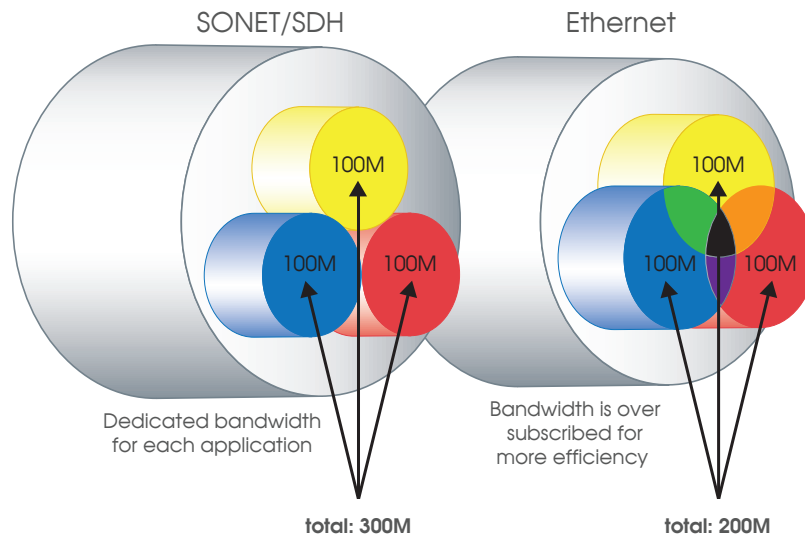 SONET/SDH
100M
100M
100M
Dedicated bandwidth
for each application
total: 300M
Ethernet
100M
100M
100M
Bandwidth is over
subscribed for
more efficiency
total: 200M